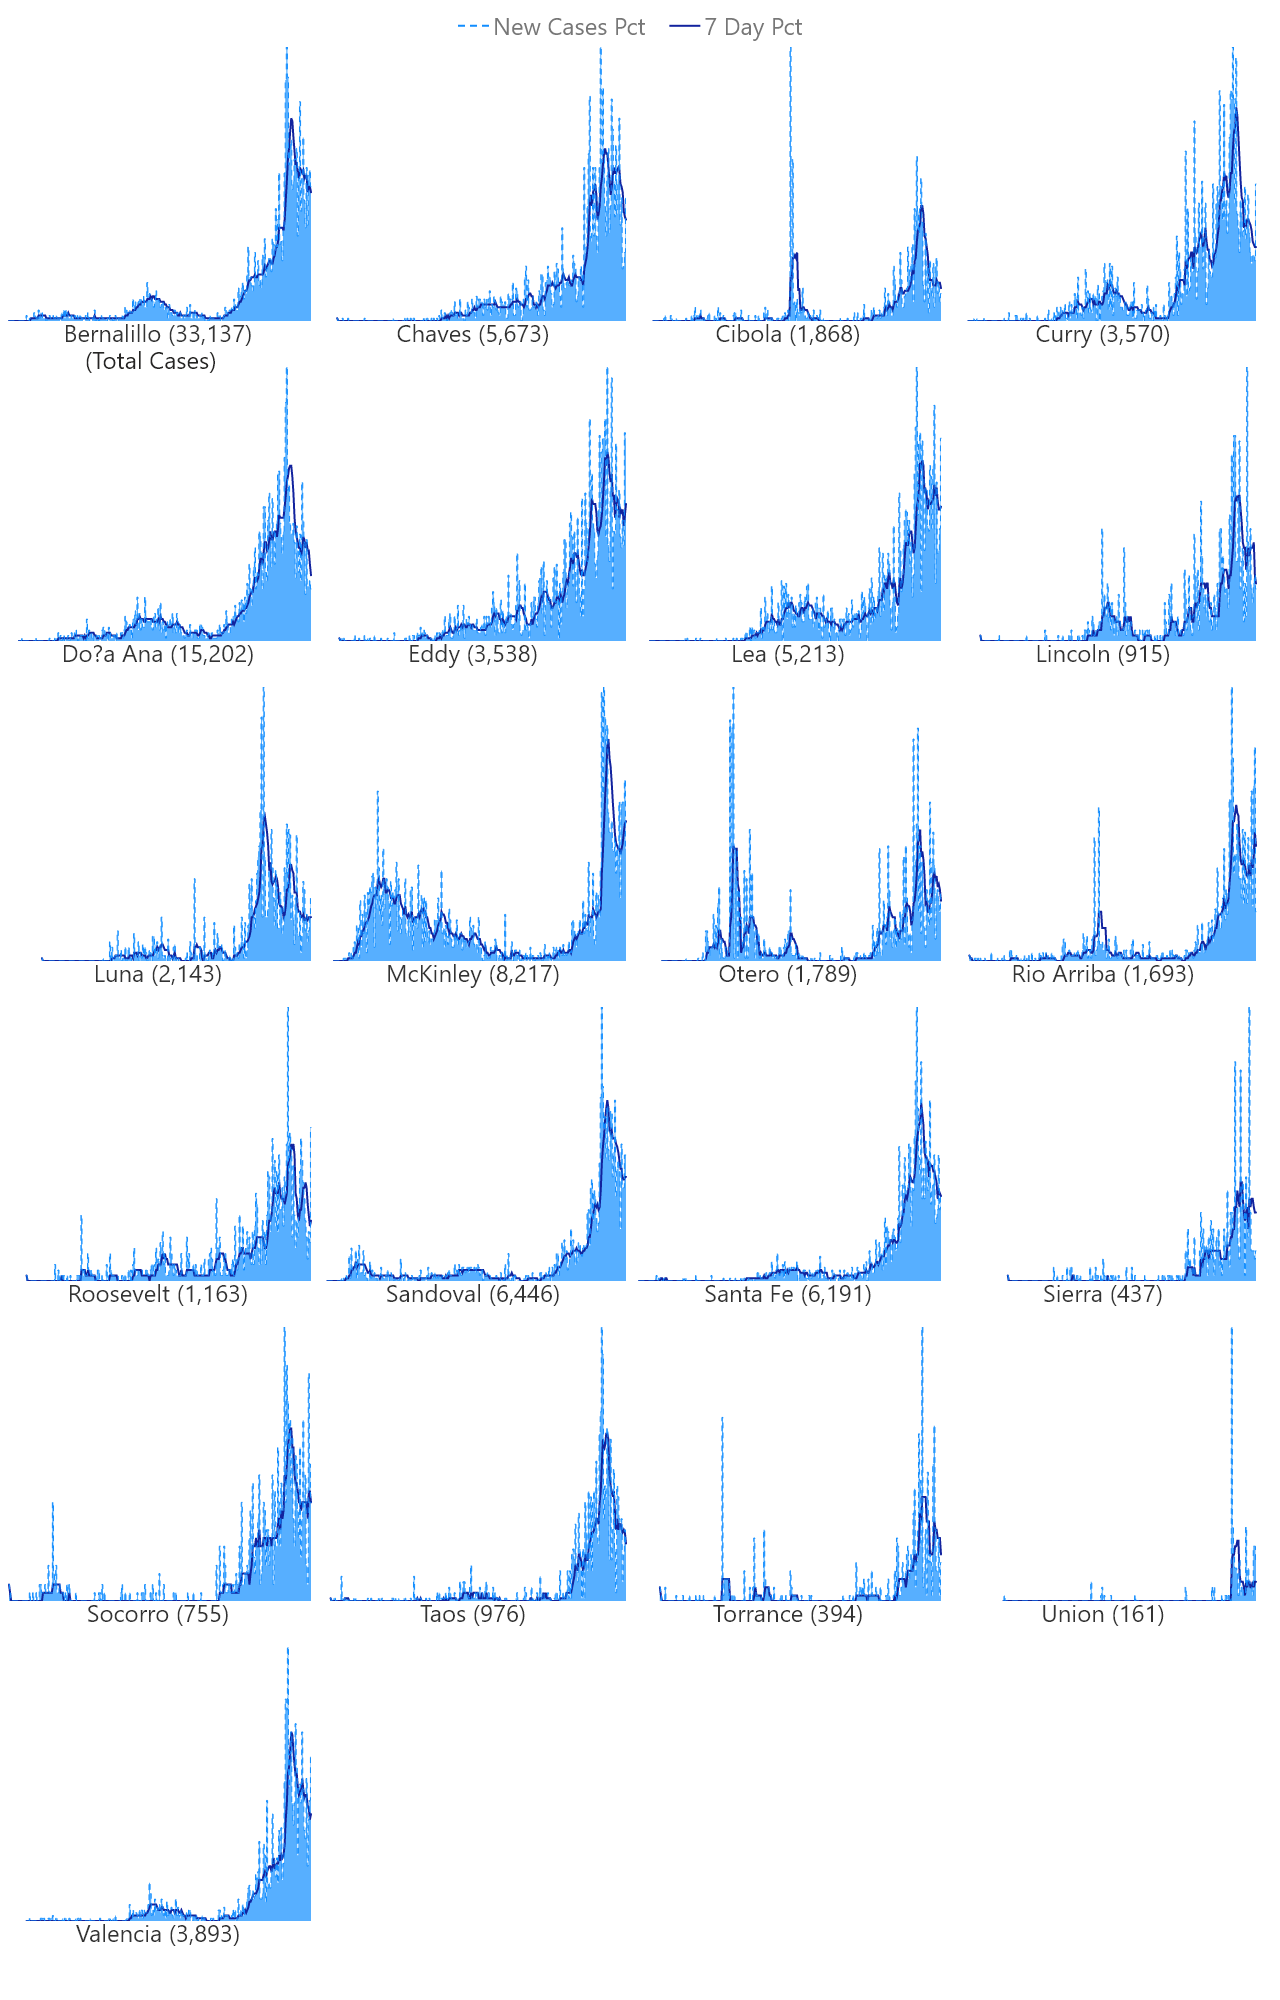 New Cases Pct 7 Day Pct
Bernalillo (33,137)
(Total Cases)
Chaves (5,673)
Cibola (1,868)
Curry (3,570)
Do?a Ana (15,202)
Eddy (3,538)
Lea (5,213)
Lincoln (915)
Luna (2,143)
McKinley (8,217)
Otero (1,789)
Rio Arriba (1,693)
Roosevelt (1,163)
Sandoval (6,446)
Santa Fe (6,191)
Sierra (437)
Socorro (755)
Taos (976)
Torrance (394)
Union (161)
Valencia (3,893)